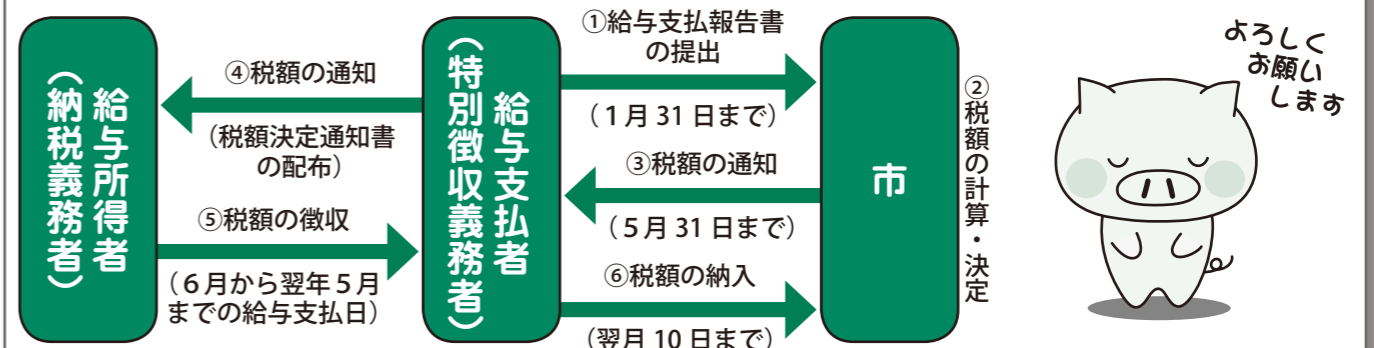 給与所得者
（納税義務者）
④税額の通知
（税額決定通知書
の配布）
⑤税額の徴収
（６月から翌年５月
までの給与支払日）
給与支払者
（特別徴収義務者）
①給与支払報告書
の提出
（１月 31 日まで）
③税額の通知
（５月 31 日まで）
⑥税額の納入
（翌月 10 日まで）
市
②税額の計算・決定
よろしく
お願い
します